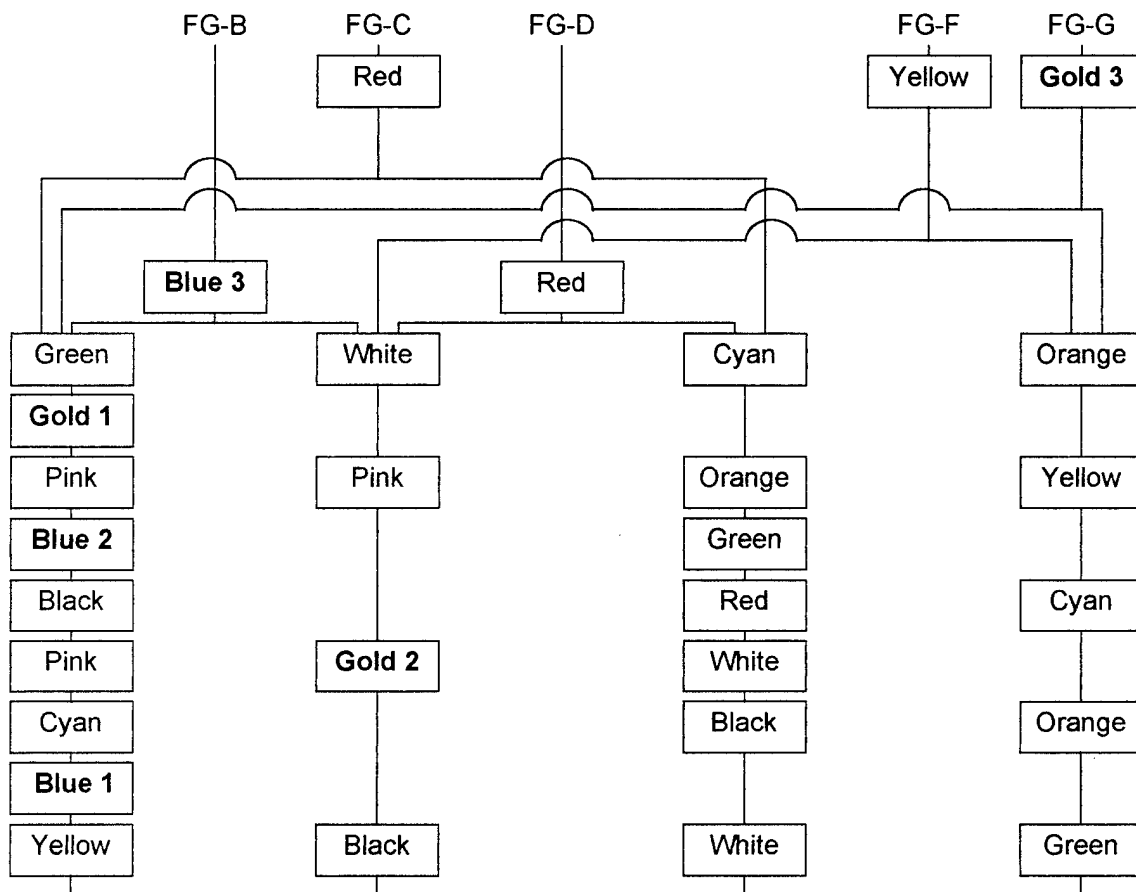 FG-B FG-C FG-D FG-F FG-G
Red Yellow Gold 3
Blue 3 Red
Green White Cyan Orange
Gold 1
Pink Pink Orange Yellow
Blue 2 Green
Black Red Cyan
Pink Gold 2 White
Cyan Black Orange
Blue 1
Yellow Black White Green